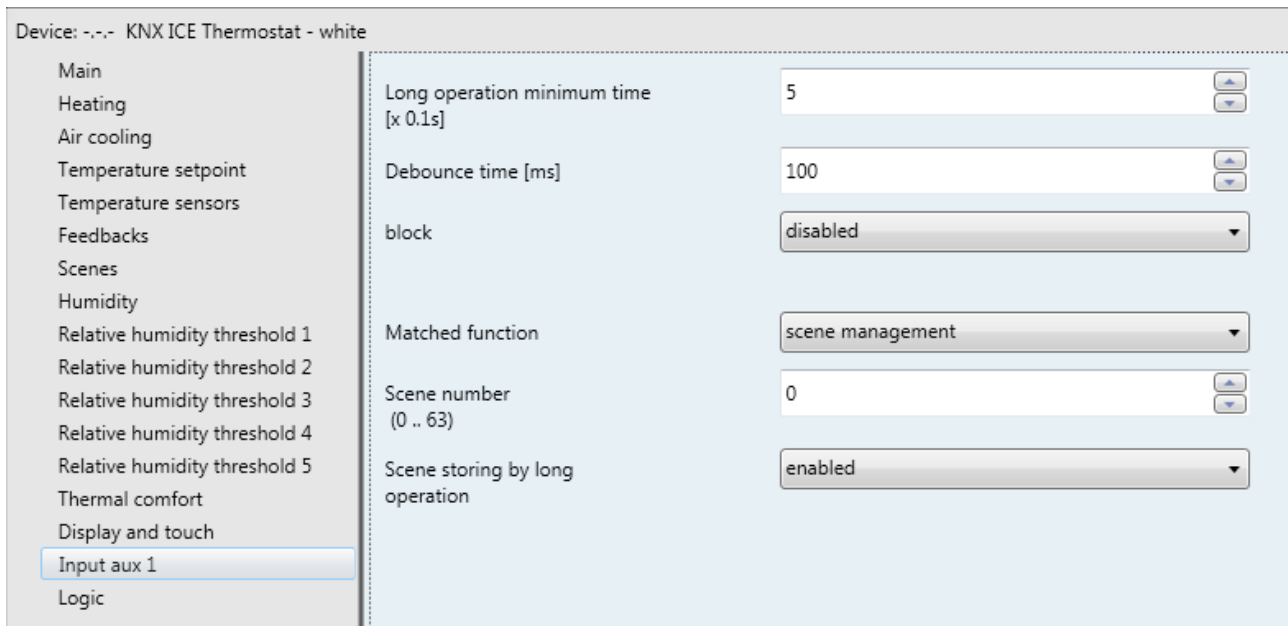 Device: -.-.- KNX ICE Thermostat - white
Main
Heating
Air cooling
Temperature setpoint
Temperature sensors
Feedbacks
Scenes
Humidity
Relative humidity threshold 1
Relative humidity threshold 2
Relative humidity threshold 3
Relative humidity threshold 4
Relative humidity threshold 5
Thermal comfort
Display and touch
Input aux 1
Logic
Long operation minimum time
[x 0.1s]
5
Debounce time [ms]
100
block
disabled
Matched function
scene management
Scene number
(0 .. 63)
0
Scene storing by long
operation
enabled